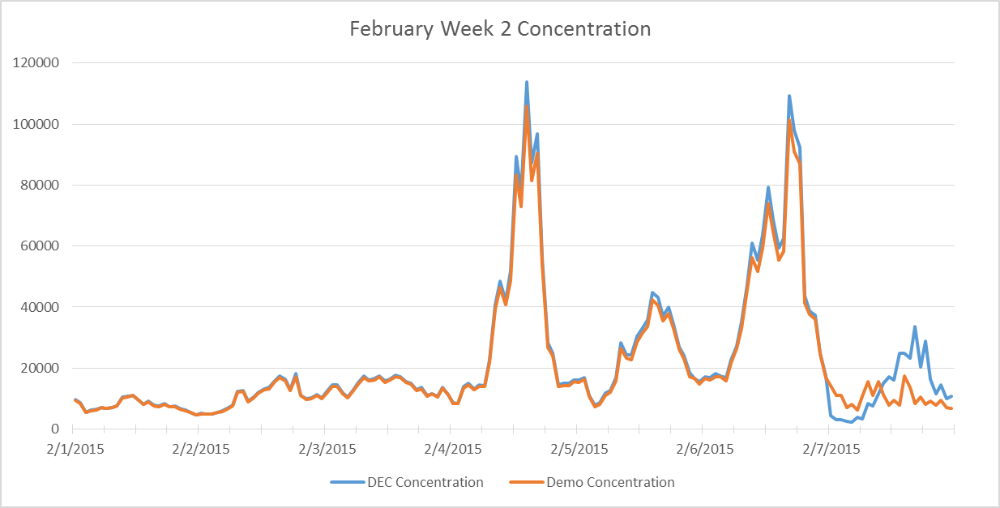 February Week 2 Concentration
120000
100000
80000
60000
40000
20000
0
2/1/2015 2/2/2015 2/3/2015 2/4/2015 2/5/2015 2/6/2015 2/7/2015
DEC Concentration Demo Concentration